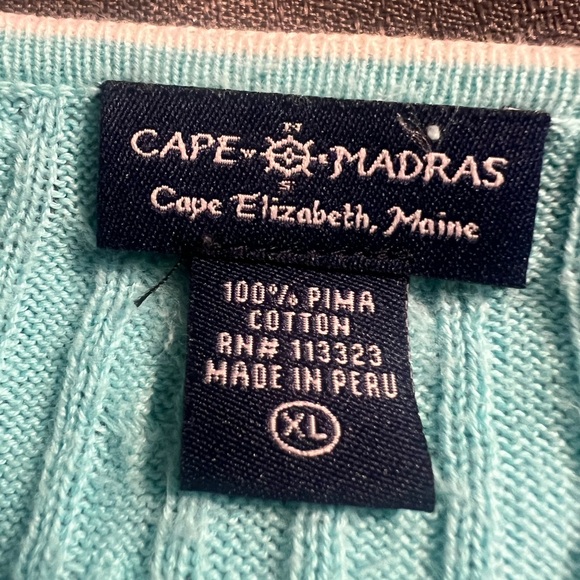 CAPE MADRAS
N
W
E
S
Cape Elizabeth, Maine
100% PIMA
COTTON
RN# 113323
MADE IN PERU
XL